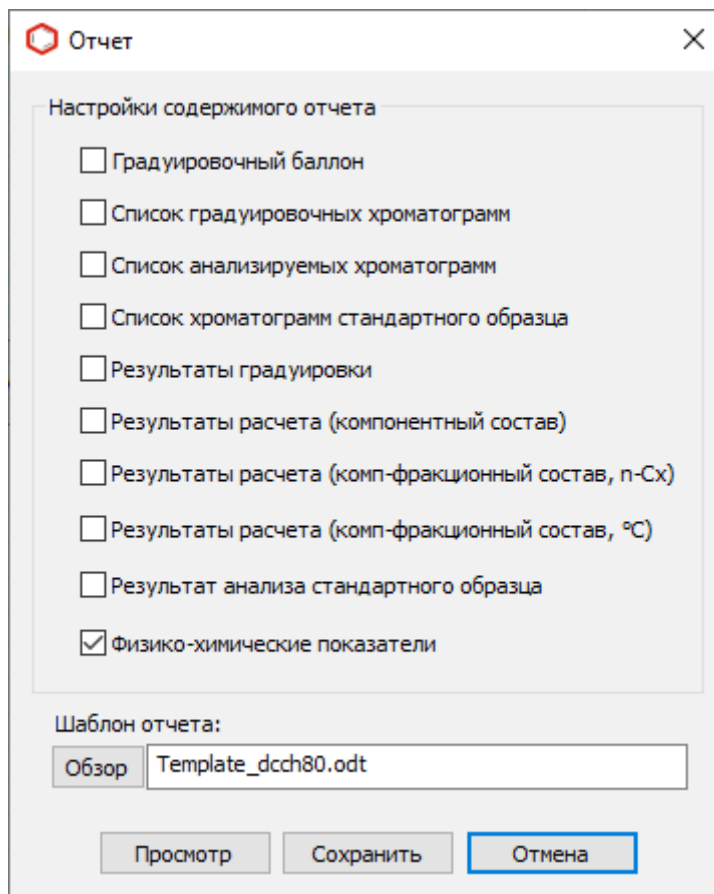 Отчет
Настройки содержимого отчета
Градуировочный баллон
Список градуировочных хроматограмм
Список анализируемых хроматограмм
Список хроматограмм стандартного образца
Результаты градуировки
Результаты расчета (компонентный состав)
Результаты расчета (комп-фракционный состав, n-Cx)
Результаты расчета (комп-фракционный состав, °C)
Результат анализа стандартного образца
Физико-химические показатели
Шаблон отчета:
Обзор Template_dcch80.odt
Просмотр Сохранить Отмена